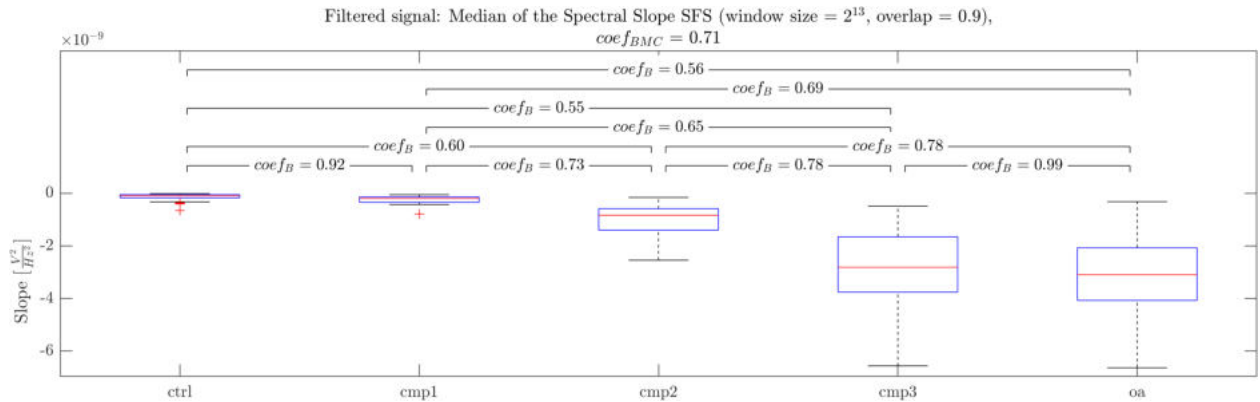 Filtered signal: Median of the Spectral Slope SFS (window size = 2^13, overlap = 0.9),
coef_BMC = 0.71
×10^-9
coef_B = 0.56
coef_B = 0.69
coef_B = 0.55
coef_B = 0.65
coef_B = 0.60 coef_B = 0.78
coef_B = 0.92 coef_B = 0.73 coef_B = 0.78 coef_B = 0.99
0
-2
-4
-6
Slope [V^2/Hz^2]
ctrl cmp1 cmp2 cmp3 oa